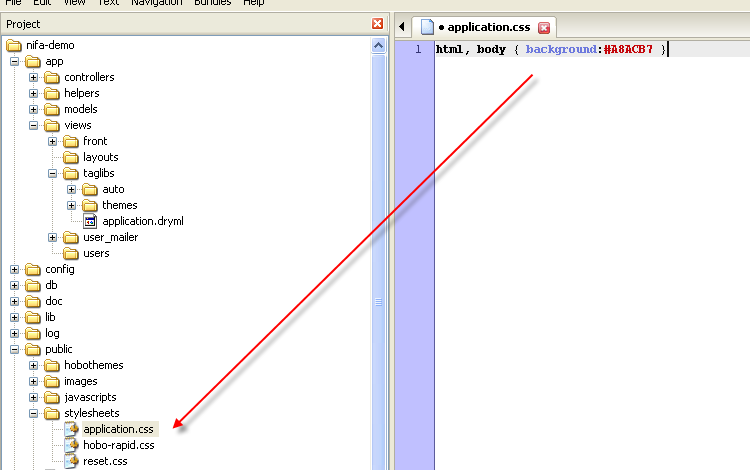 File Edit View Text Navigation Bundles Help
Project
nifa-demo
app
controllers
helpers
models
views
front
layouts
taglibs
auto
themes
application.dryml
user_mailer
users
config
db
doc
lib
log
public
hobothemes
images
javascripts
stylesheets
application.css
hobo-rapid.css
reset.css
• application.css
1 html, body { background:#A8ACB7 }